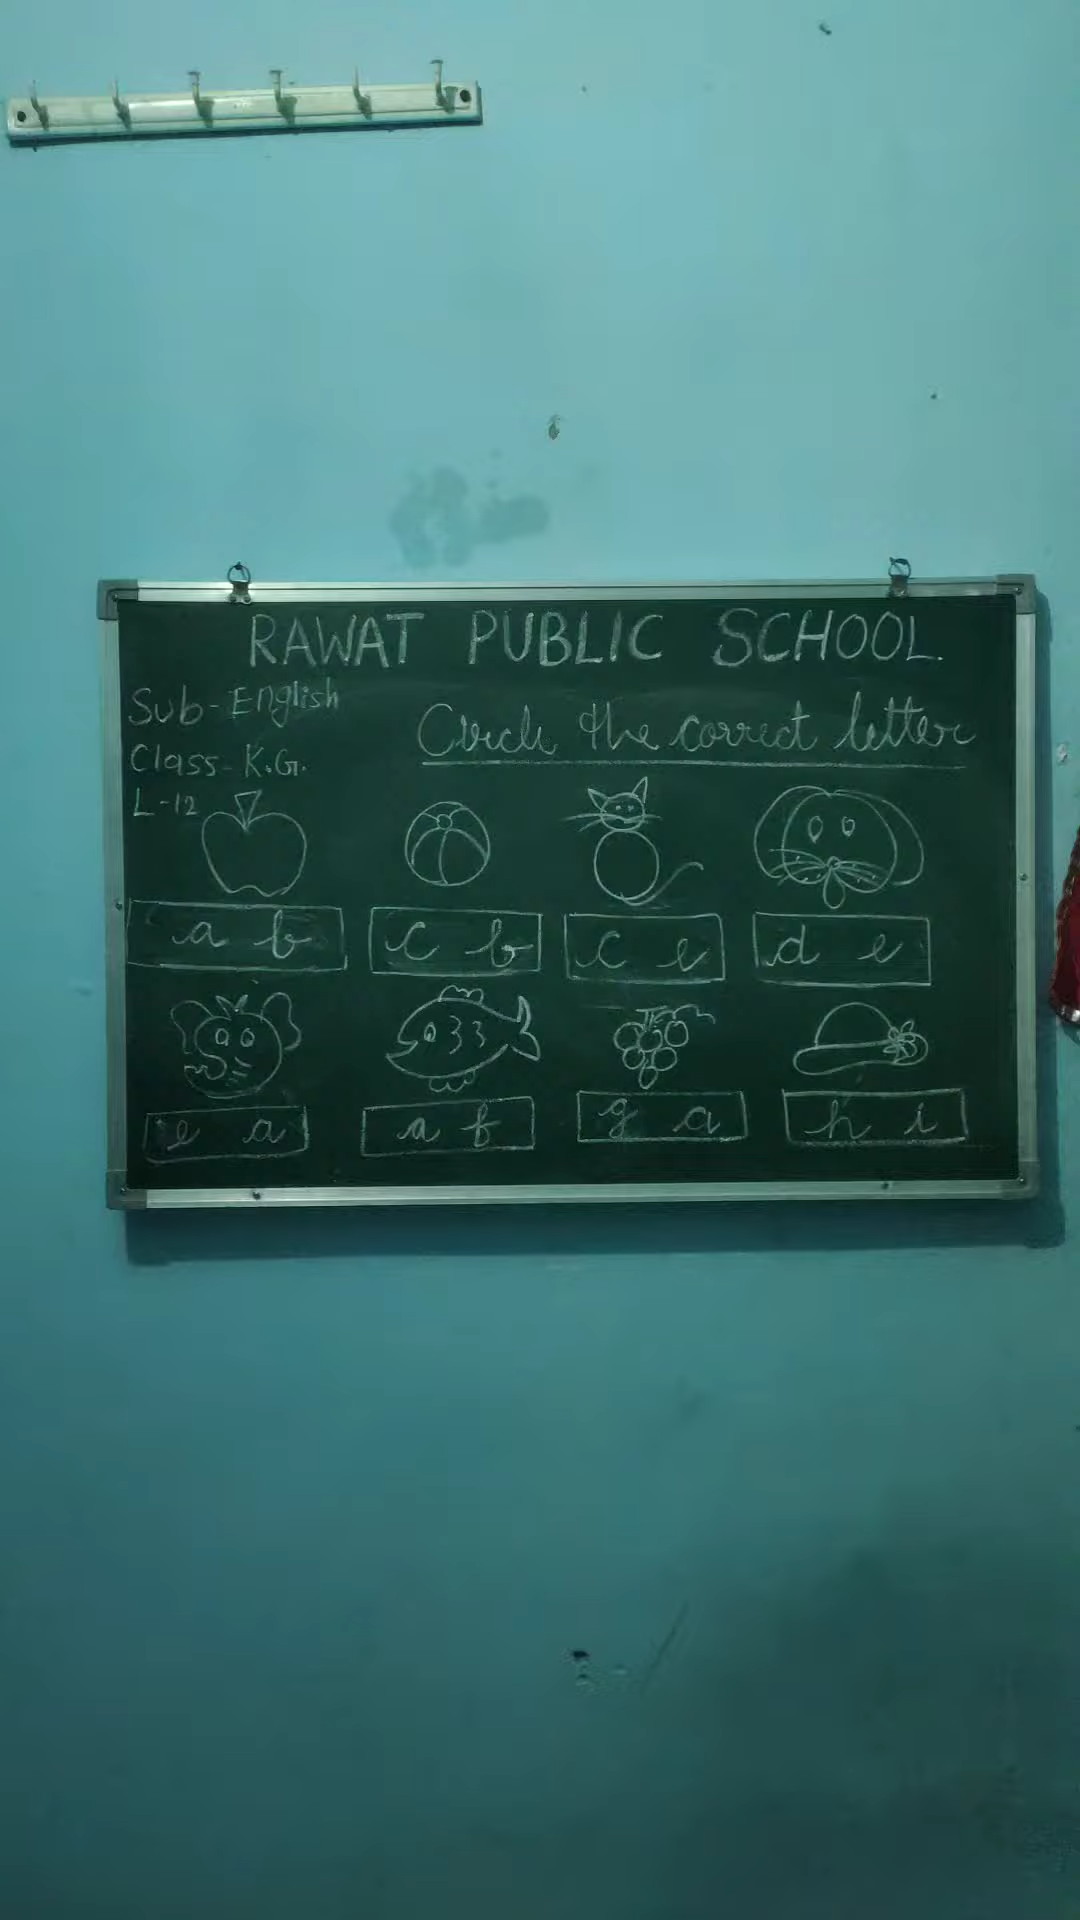 RAWAT PUBLIC SCHOOL.
Sub- English
Class- K.G.
L-12
Circle the correct letter
a b
c b
c e
d e
e a
a f
g a
h i